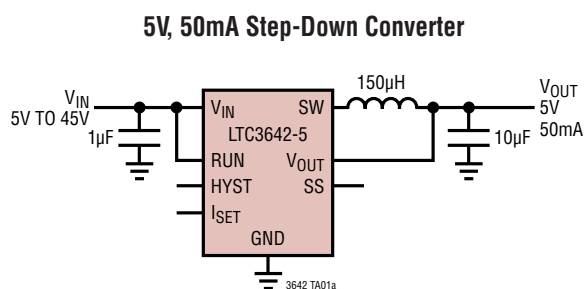 5V, 50mA Step-Down Converter
150µH
VIN
5V TO 45V
1µF
VIN
SW
LTC3642-5
RUN
VOUT
HYST
SS
ISET
GND
VOUT
5V
50mA
10µF
3642 TA01a